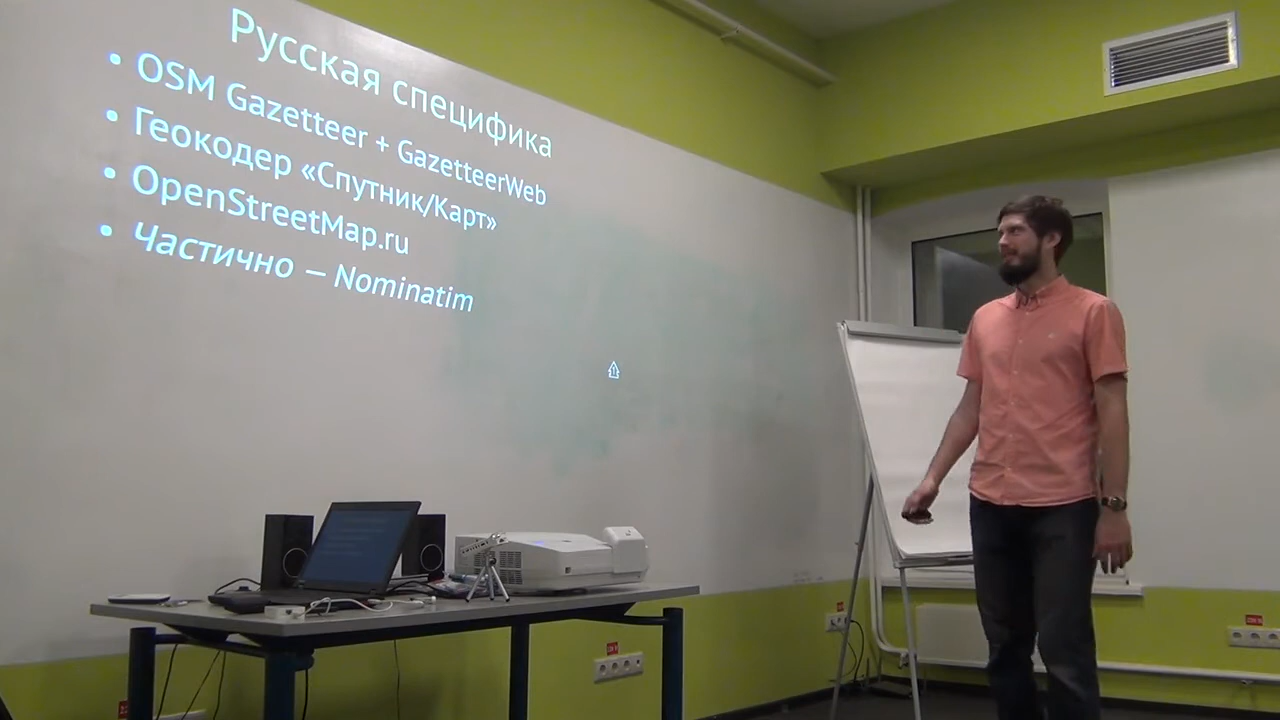 Русская специфика
• OSM Gazetteer + GazetteerWeb
• Геокодер «Спутник/Карт»
• OpenStreetMap.ru
• Частично — Nominatim